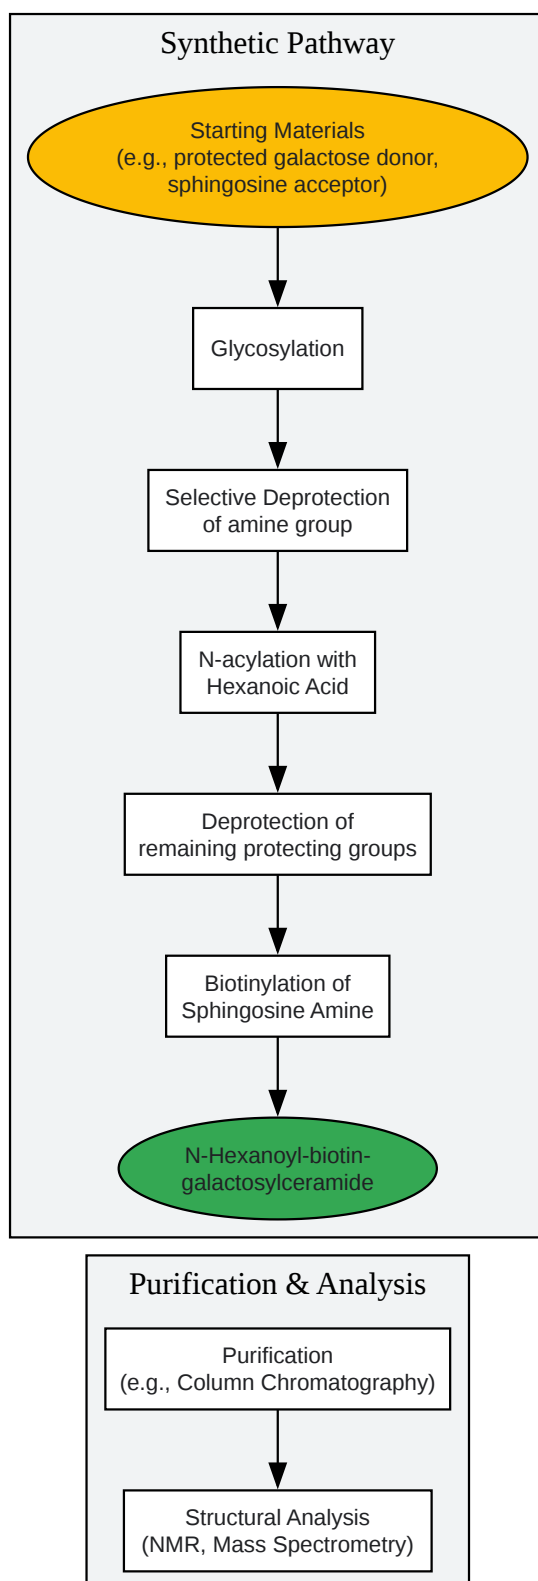 Synthetic Pathway
Starting Materials
(e.g., protected galactose donor,
sphingosine acceptor)
Glycosylation
Selective Deprotection
of amine group
N-acylation with
Hexanoic Acid
Deprotection of
remaining protecting groups
Biotinylation of
Sphingosine Amine
N-Hexanoyl-biotin-
galactosylceramide
Purification & Analysis
Purification
(e.g., Column Chromatography)
Structural Analysis
(NMR, Mass Spectrometry)